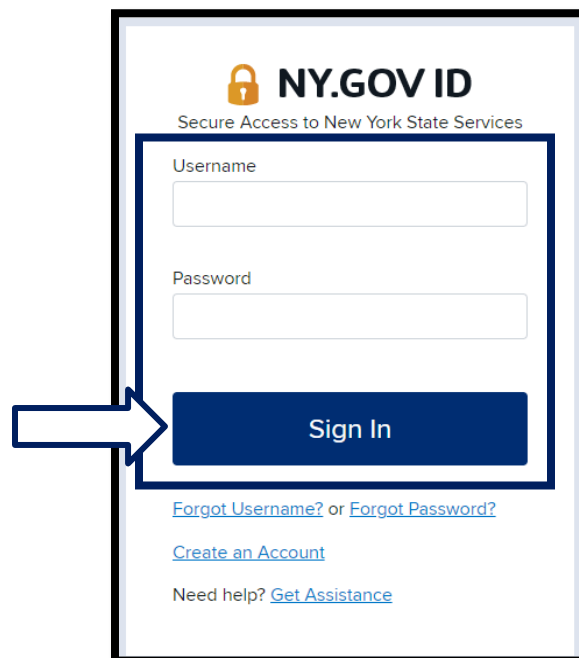 NY.GOV ID
Secure Access to New York State Services
Username
Password
Sign In
Forgot Username? or Forgot Password?
Create an Account
Need help? Get Assistance